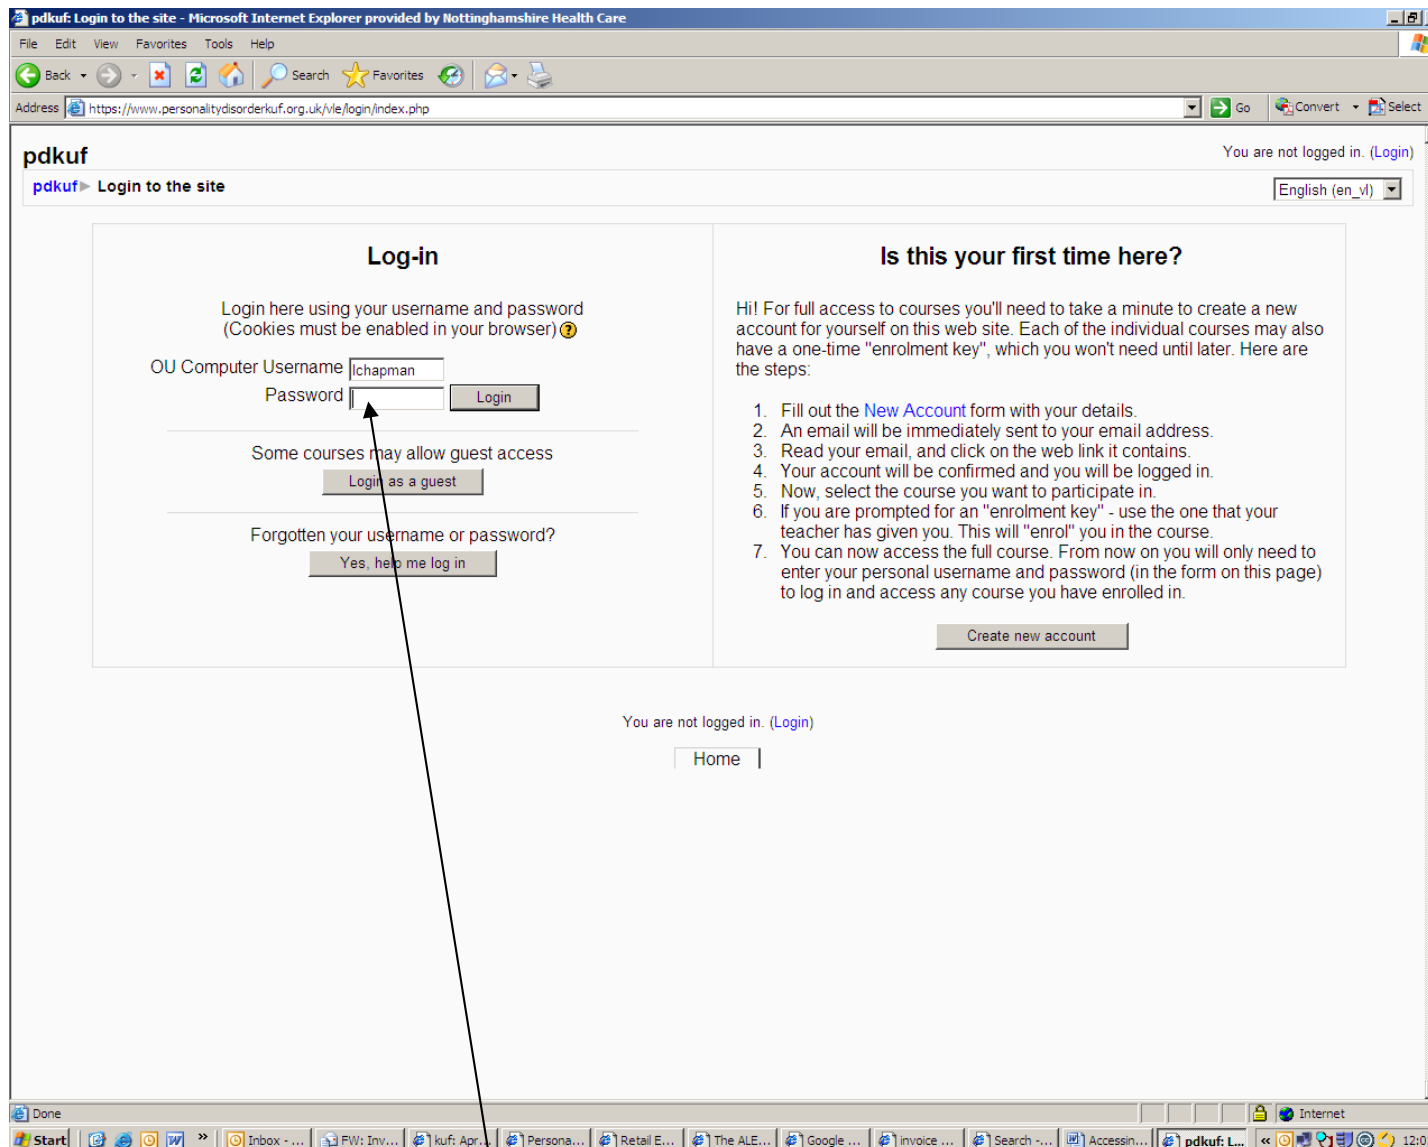 pdkuf: Login to the site - Microsoft Internet Explorer provided by Nottinghamshire Health Care
File Edit View Favorites Tools Help
Back Search Favorites
Address https://www.personalitydisorderkuf.org.uk/vle/login/index.php Go Convert Select
pdkuf You are not logged in. (Login)
pdkuf Login to the site English (en_vl)
Log-in
Login here using your username and password
(Cookies must be enabled in your browser) ?
OU Computer Username lchapman
Password Login
Some courses may allow guest access
Login as a guest
Forgotten your username or password?
Yes, help me log in
Is this your first time here?
Hi! For full access to courses you'll need to take a minute to create a new
account for yourself on this web site. Each of the individual courses may also
have a one-time "enrolment key", which you won't need until later. Here are
the steps:
1. Fill out the New Account form with your details.
2. An email will be immediately sent to your email address.
3. Read your email, and click on the web link it contains.
4. Your account will be confirmed and you will be logged in.
5. Now, select the course you want to participate in.
6. If you are prompted for an "enrolment key" - use the one that your
teacher has given you. This will "enrol" you in the course.
7. You can now access the full course. From now on you will only need to
enter your personal username and password (in the form on this page)
to log in and access any course you have enrolled in.
Create new account
You are not logged in. (Login)
Home
Done Internet
Start » Inbox - ... FW: Inv... kuf: Apr... Persona... Retail E... The ALE... Google ... invoice ... Search -... Accessin... pdkuf: L... «